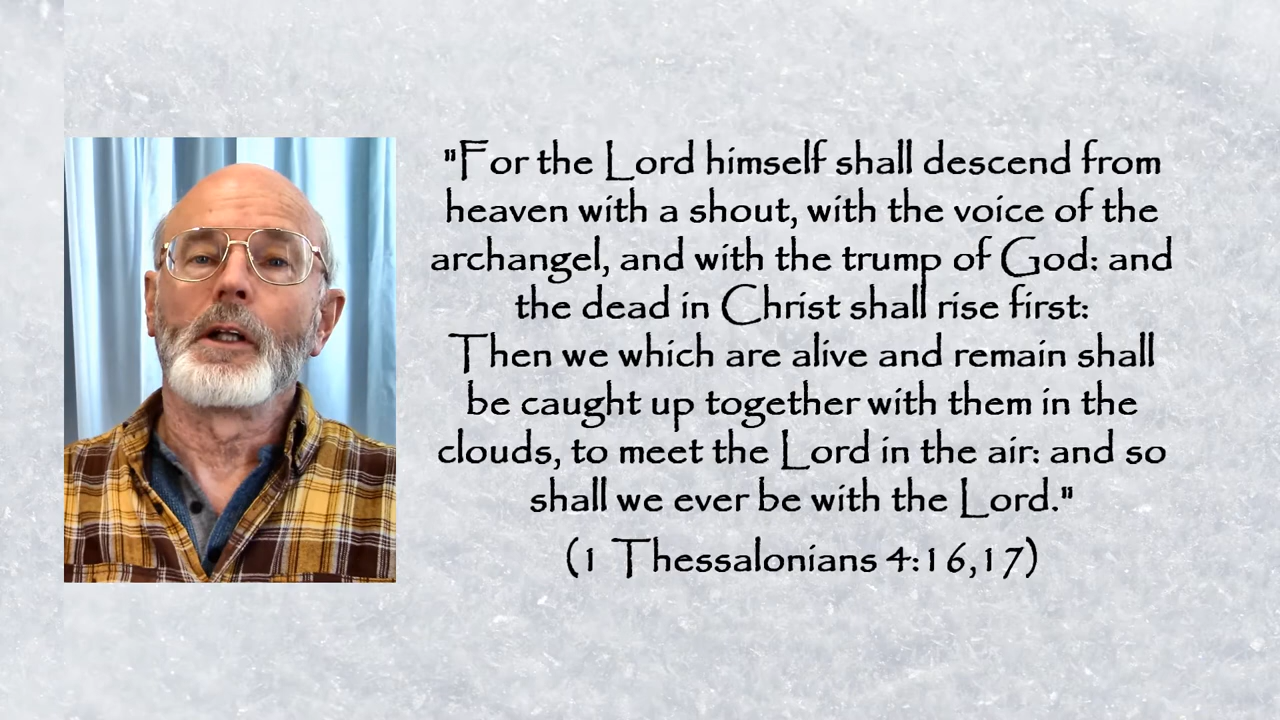 "For the Lord himself shall descend from
heaven with a shout, with the voice of the
archangel, and with the trump of God: and
the dead in Christ shall rise first:
Then we which are alive and remain shall
be caught up together with them in the
clouds, to meet the Lord in the air: and so
shall we ever be with the Lord."
(1 Thessalonians 4:16,17)